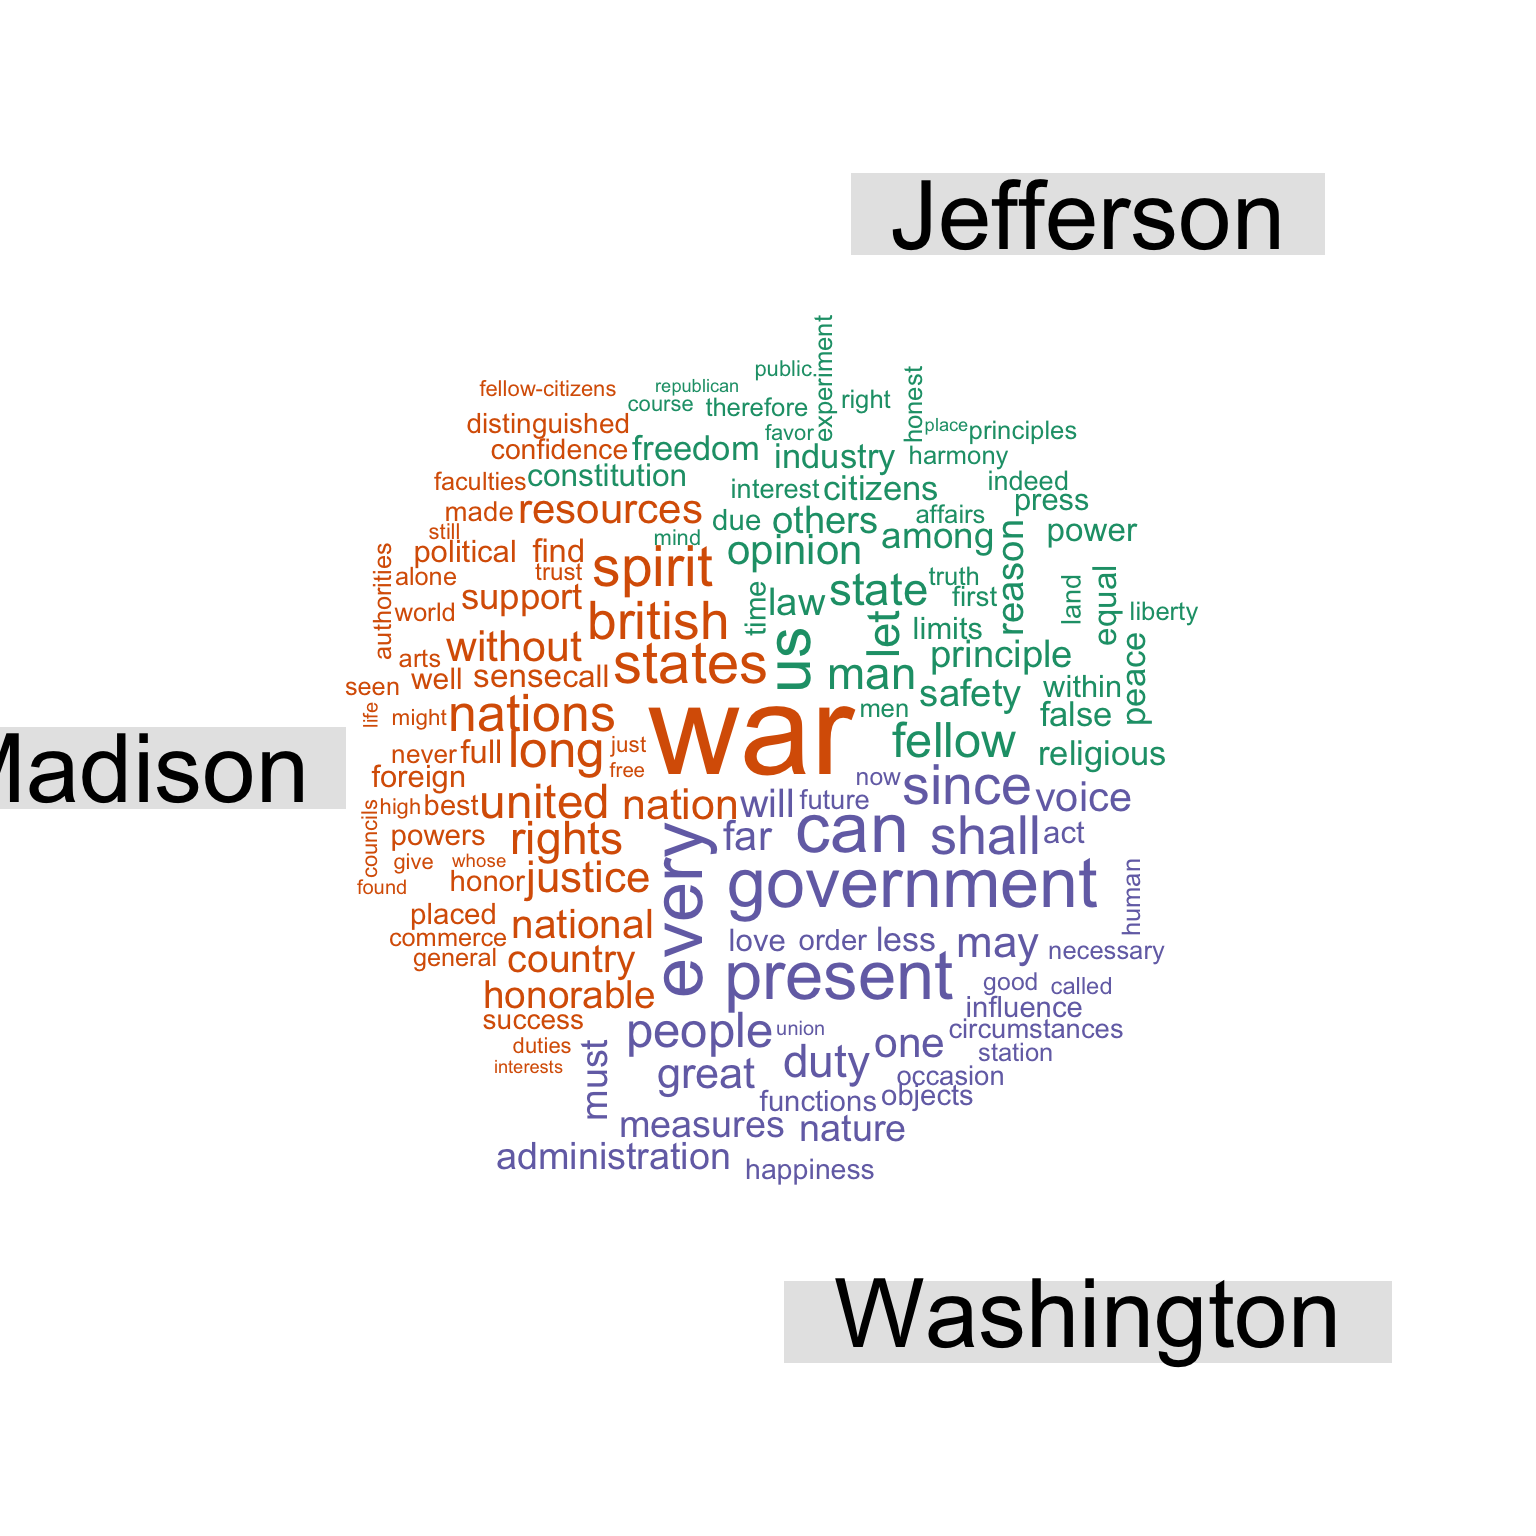 Jefferson
experiment
public.
fellow-citizens republican
course therefore right honest
distinguished favor place principles
confidence freedom industry harmony
faculties constitution interest citizens indeed
made resources due others affairs press
still mind among power
authorities political find spirit opinion reason
alone trust truth
world support time law state first land equal liberty
british let limits
arts without states us principle peace
seen well sensecall man safety within
life might nations war men false
never full long just fellow religious
Madison
foreign free now since
councils high best united nation will future voice
powers rights far can shall act
give whose
found honor justice every government human
placed
commerce national love order less may necessary
general country present
honorable good called
success people union influence
circumstances
duties must one station
interests great duty occasion
functions objects
measures nature
administration happiness
Washington